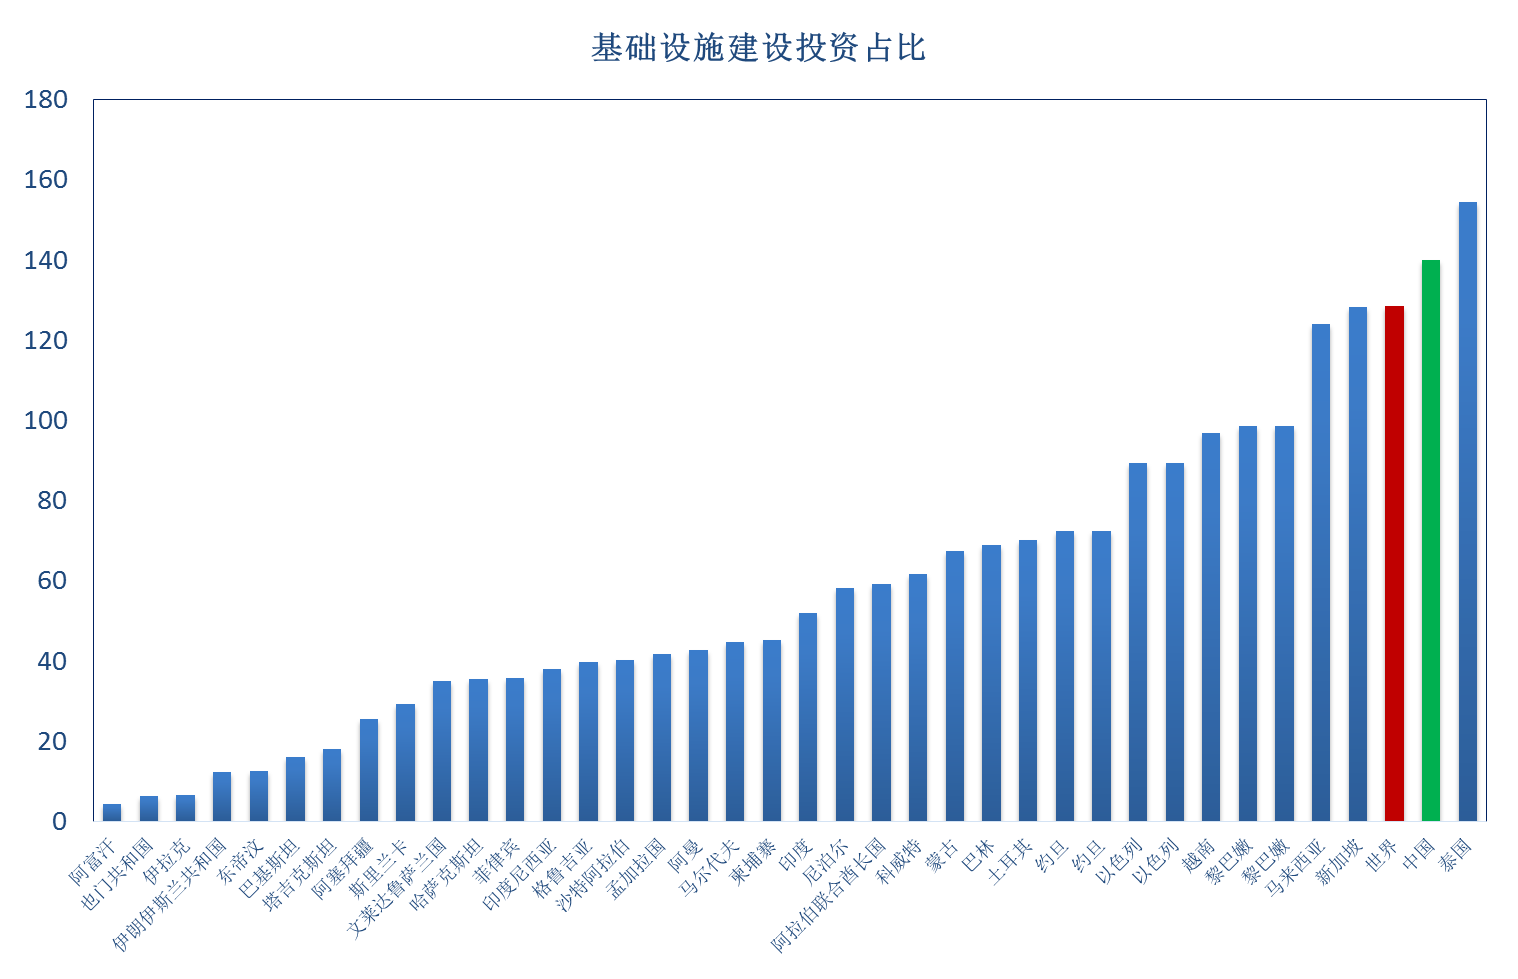 基础设施建设投资占比
180
160
140
120
100
80
60
40
20
0
阿富汗
也门共和国
伊拉克
伊朗伊斯兰共和国
东帝汶
巴基斯坦
塔吉克斯坦
阿塞拜疆
斯里兰卡
文莱达鲁萨兰国
哈萨克斯坦
菲律宾
印度尼西亚
格鲁吉亚
沙特阿拉伯
孟加拉国
阿曼
马尔代夫
柬埔寨
印度
尼泊尔
阿拉伯联合酋长国
科威特
蒙古
巴林
土耳其
约旦
约旦
以色列
以色列
越南
黎巴嫩
黎巴嫩
马来西亚
新加坡
世界
中国
泰国